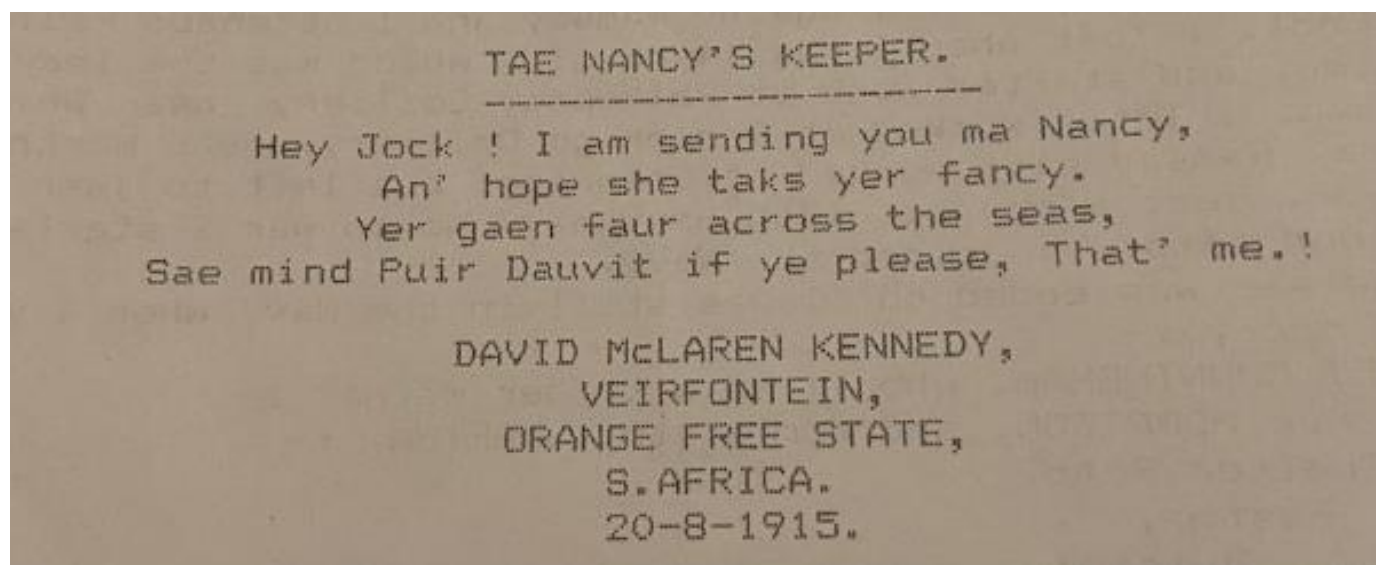 TAE NANCY'S KEEPER.
Hey Jock ! I am sending you ma Nancy,
An' hope she taks yer fancy.
Yer gaen faur across the seas,
Sae mind Puir Dauvit if ye please, That' me.!
DAVID McLAREN KENNEDY,
VEIRFONTEIN,
ORANGE FREE STATE,
S.AFRICA.
20-8-1915.